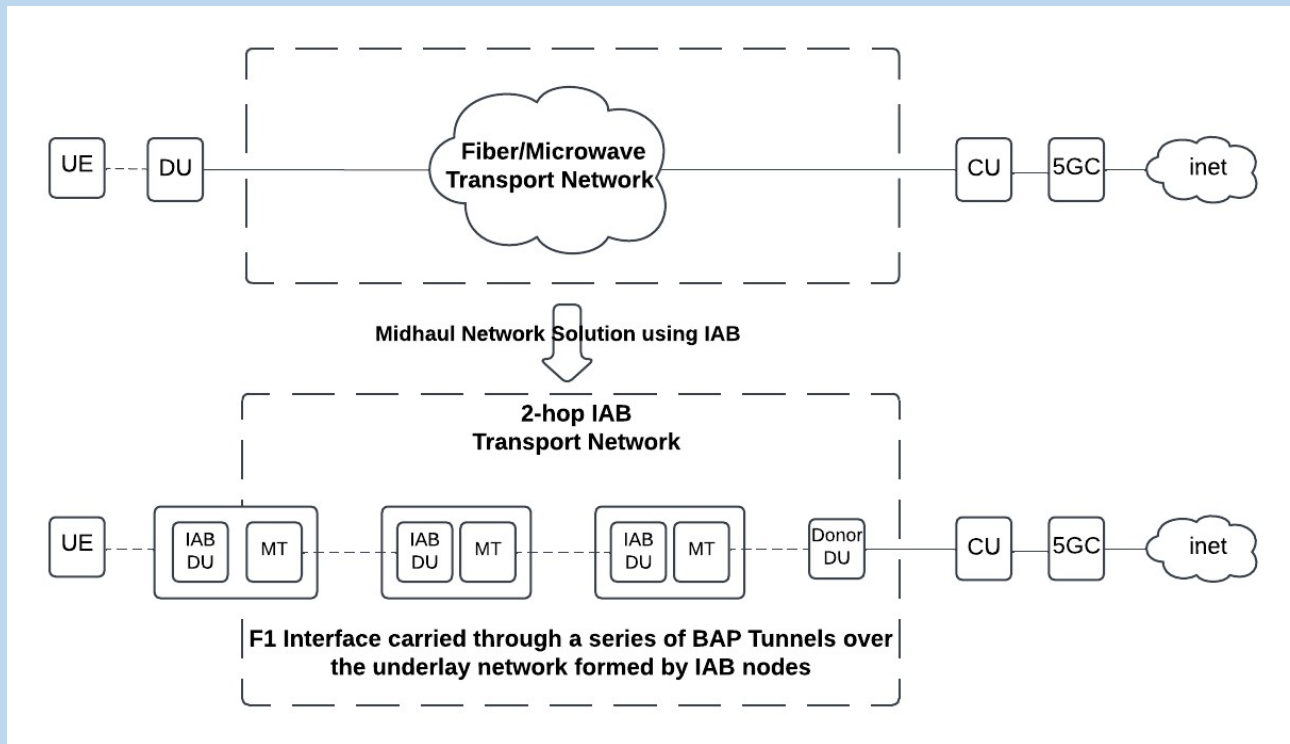 Fiber/Microwave
Transport Network
UE
DU
CU
5GC
inet
Midhaul Network Solution using IAB
2-hop IAB
Transport Network
UE
IAB
DU
MT
IAB
DU
MT
IAB
DU
MT
Donor
DU
CU
5GC
inet
F1 Interface carried through a series of BAP Tunnels over
the underlay network formed by IAB nodes